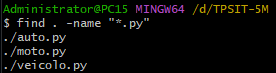 Administrator@PC15 MINGW64 /d/TPSIT-5M
$ find . -name "*.py"
./auto.py
./moto.py
./veicolo.py